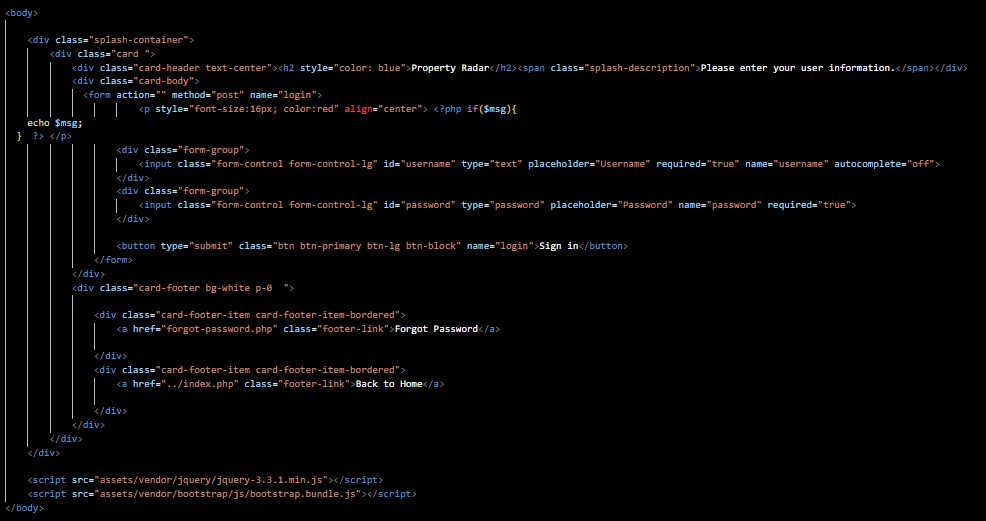 <body>
<div class="splash-container">
<div class="card ">
<div class="card-header text-center"><h2 style="color: blue">Property Radar</h2><span class="splash-description">Please enter your user information.</span></div>
<div class="card-body">
<form action="" method="post" name="login">
<p style="font-size:16px; color:red" align="center"> <?php if($msg){
echo $msg;
}  ?> </p>
<div class="form-group">
<input class="form-control form-control-lg" id="username" type="text" placeholder="Username" required="true" name="username" autocomplete="off">
</div>
<div class="form-group">
<input class="form-control form-control-lg" id="password" type="password" placeholder="Password" name="password" required="true">
</div>
<button type="submit" class="btn btn-primary btn-lg btn-block" name="login">Sign in</button>
</form>
</div>
<div class="card-footer bg-white p-0  ">
<div class="card-footer-item card-footer-item-bordered">
<a href="forgot-password.php" class="footer-link">Forgot Password</a>
</div>
<div class="card-footer-item card-footer-item-bordered">
<a href="../index.php" class="footer-link">Back to Home</a>
</div>
</div>
</div>
</div>
<script src="assets/vendor/jquery/jquery-3.3.1.min.js"></script>
<script src="assets/vendor/bootstrap/js/bootstrap.bundle.js"></script>
</body>